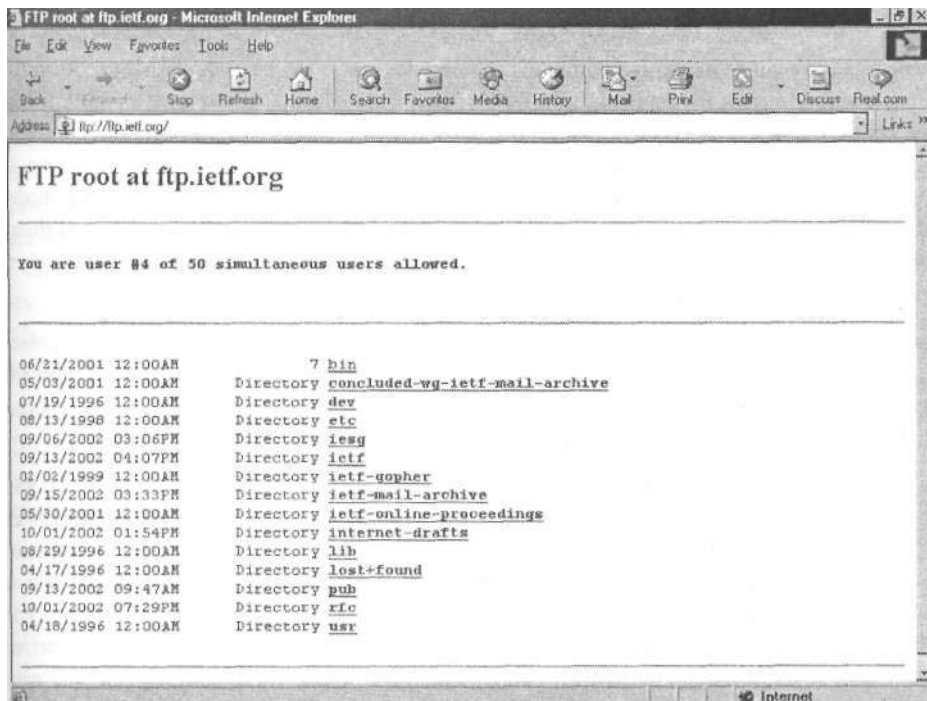 FTP root at ftp.ietf.org - Microsoft Internet Explorer
File Edit View Favorites Tools Help
Back Forward Stop Refresh Home Search Favorites Media History Mail Print Edit Discuss Real.com
Address ftp://ftp.ietf.org/ Links »
FTP root at ftp.ietf.org
You are user #4 of 50 simultaneous users allowed.
06/21/2001 12:00AM 7 bin
05/03/2001 12:00AM Directory concluded-wg-ietf-mail-archive
07/19/1996 12:00AM Directory dev
08/13/1998 12:00AM Directory etc
09/06/2002 03:06PM Directory iesg
09/13/2002 04:07PM Directory ietf
02/02/1999 12:00AM Directory ietf-gopher
09/15/2002 03:33PM Directory ietf-mail-archive
05/30/2001 12:00AM Directory ietf-online-proceedings
10/01/2002 01:54PM Directory internet-drafts
08/29/1996 12:00AM Directory lib
04/17/1996 12:00AM Directory lost+found
09/13/2002 09:47AM Directory pub
10/01/2002 07:29PM Directory rfc
04/18/1996 12:00AM Directory usr
Internet